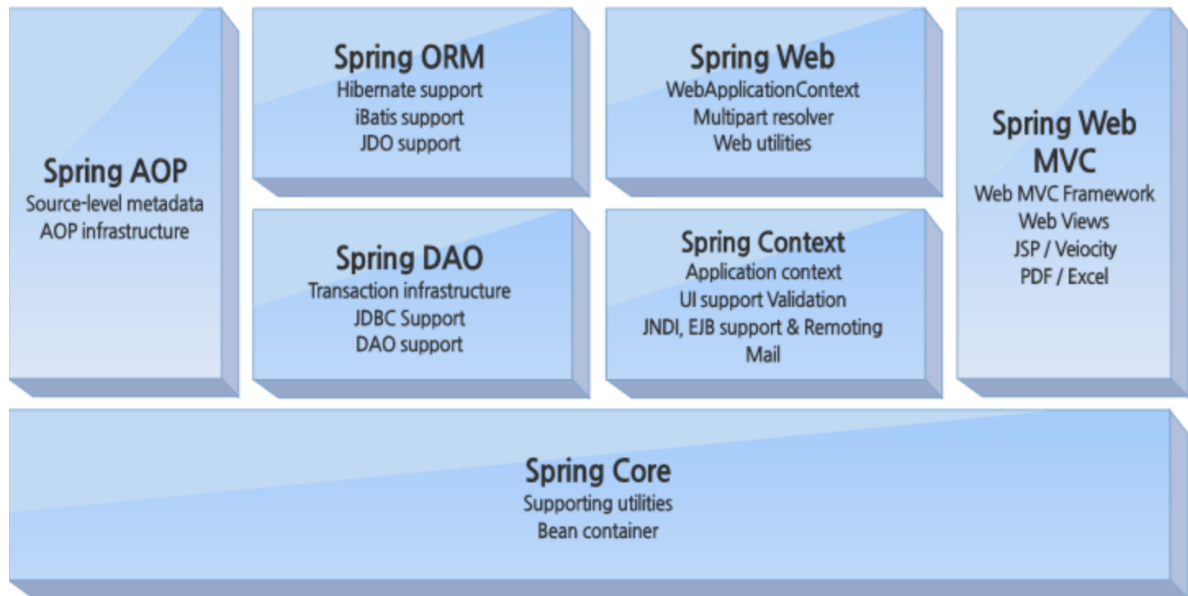 Spring AOP
Source-level metadata
AOP infrastructure
Spring ORM
Hibernate support
iBatis support
JDO support
Spring Web
WebApplicationContext
Multipart resolver
Web utilities
Spring DAO
Transaction infrastructure
JDBC Support
DAO support
Spring Context
Application context
UI support Validation
JNDI, EJB support & Remoting
Mail
Spring Web
MVC
Web MVC Framework
Web Views
JSP / Veiocity
PDF / Excel
Spring Core
Supporting utilities
Bean container